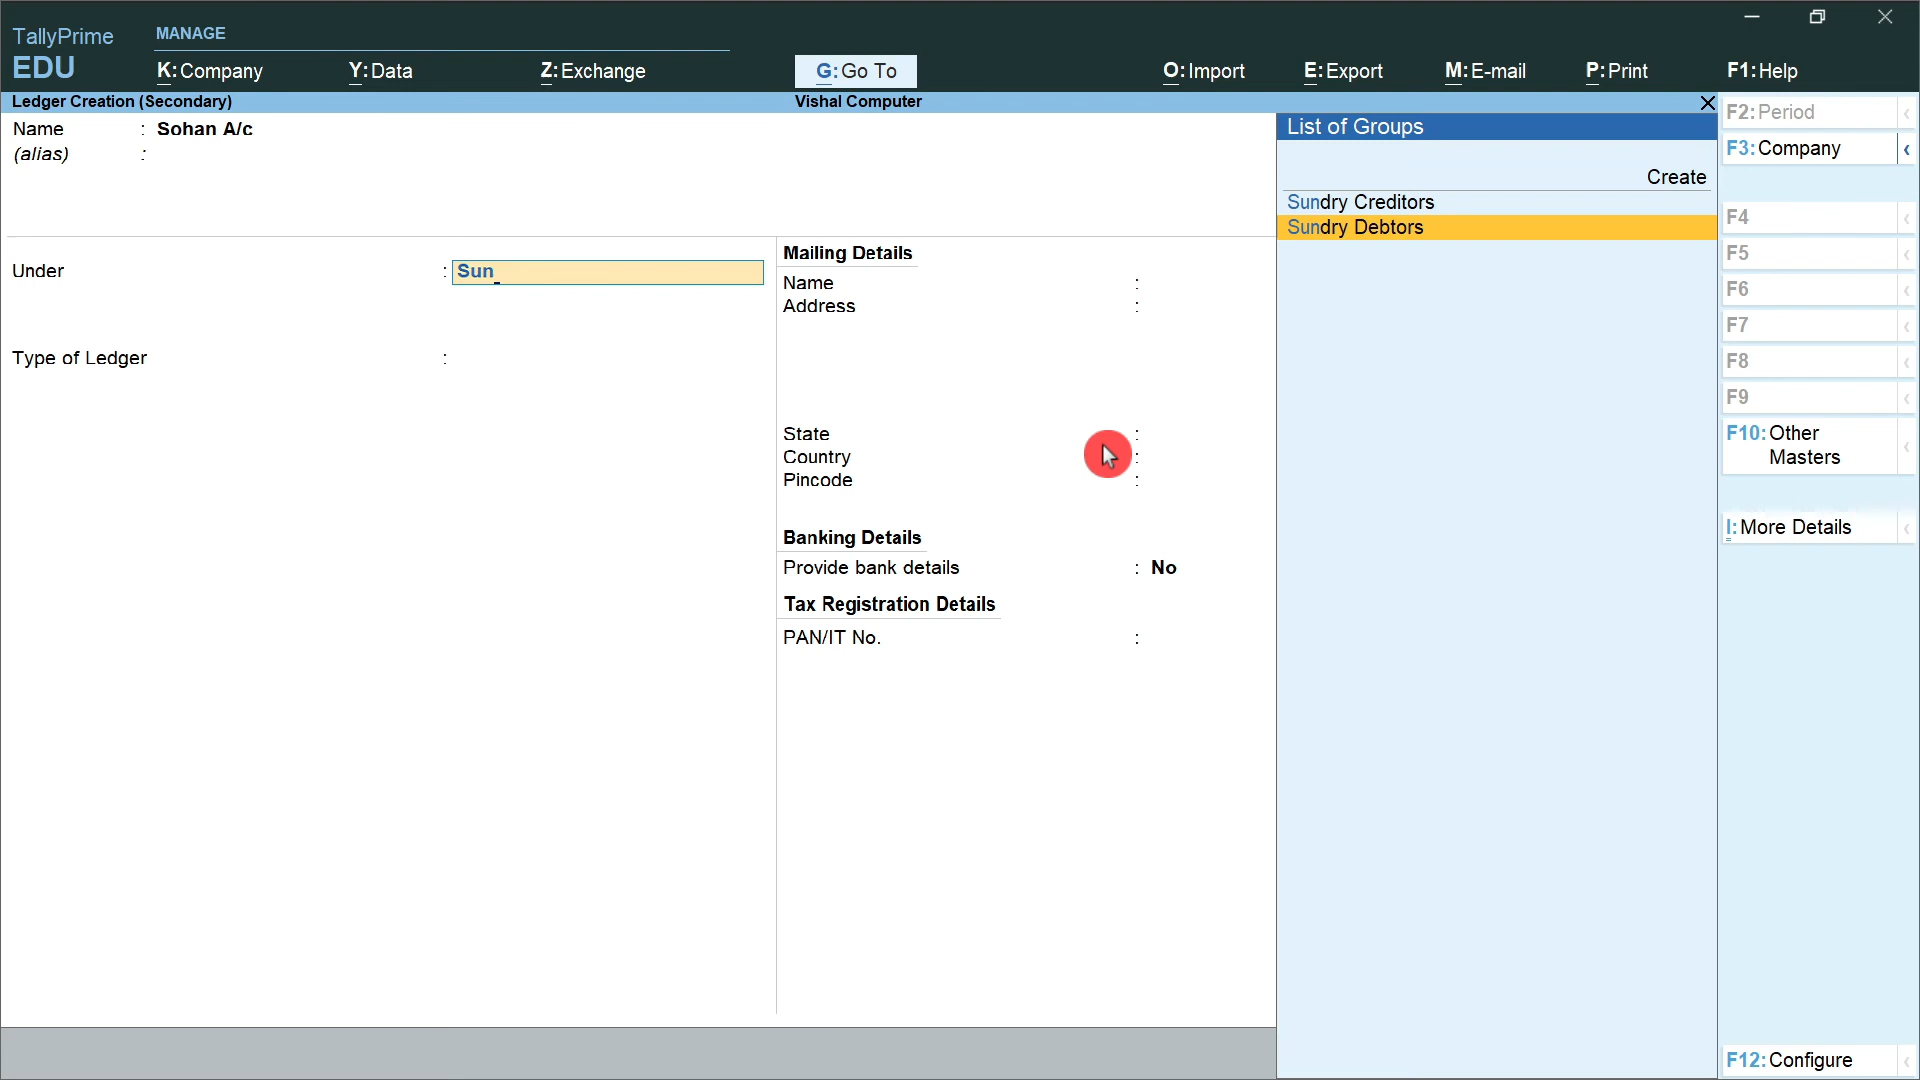 TallyPrime
EDU
MANAGE
K:Company
Y:Data
Z:Exchange
G:Go To
O:Import
E:Export
M:E-mail
P:Print
F1:Help
Ledger Creation (Secondary)
Vishal Computer
Name : Sohan A/c
(alias) :
Under : Sun
Type of Ledger :
Mailing Details
Name :
Address :
State :
Country :
Pincode :
Banking Details
Provide bank details : No
Tax Registration Details
PAN/IT No. :
List of Groups
Create
Sundry Creditors
Sundry Debtors
F2:Period
F3:Company
F4
F5
F6
F7
F8
F9
F10:Other
Masters
I:More Details
F12:Configure